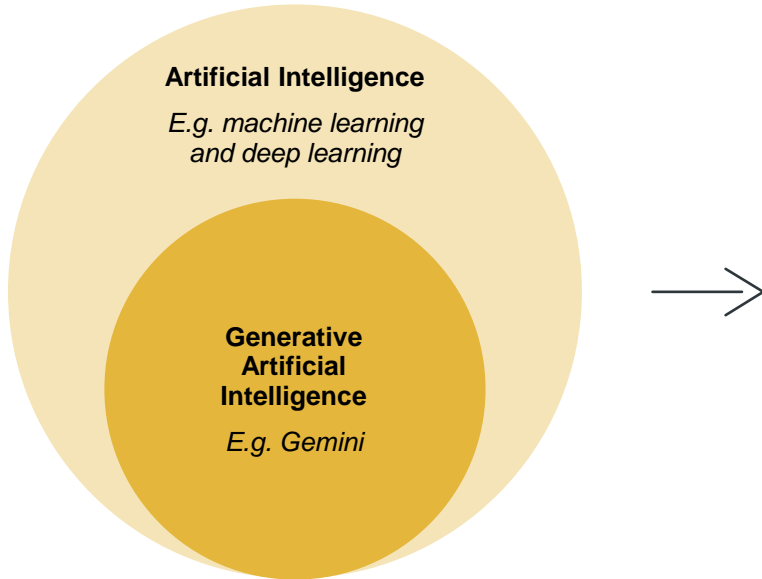 Artificial Intelligence
E.g. machine learning
and deep learning
Generative
Artificial
Intelligence
E.g. Gemini